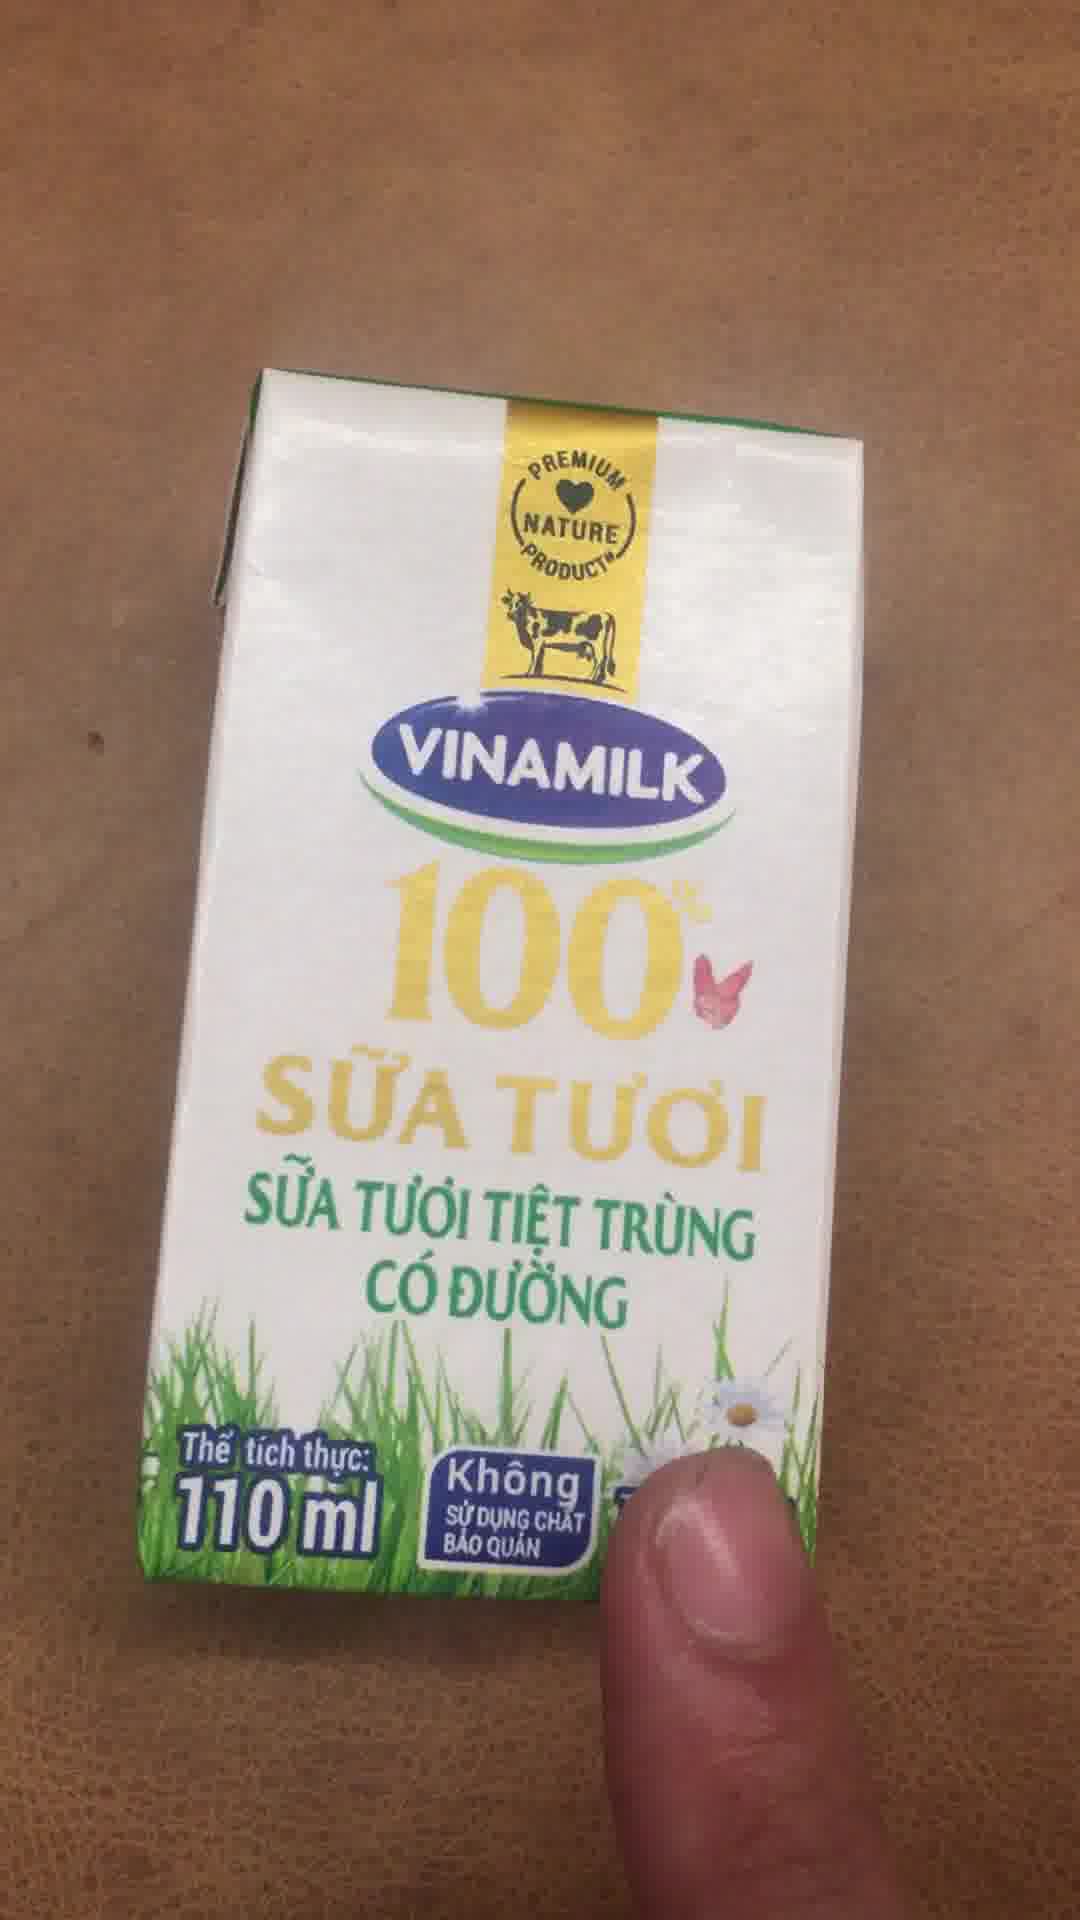 PREMIUM
NATURE
PRODUCT™
VINAMILK
100%
SỮA TƯƠI
SỮA TƯƠI TIỆT TRÙNG
CÓ ĐƯỜNG
Thể tích thực:
110 ml
Không
SỬ DỤNG CHẤT
BẢO QUẢN